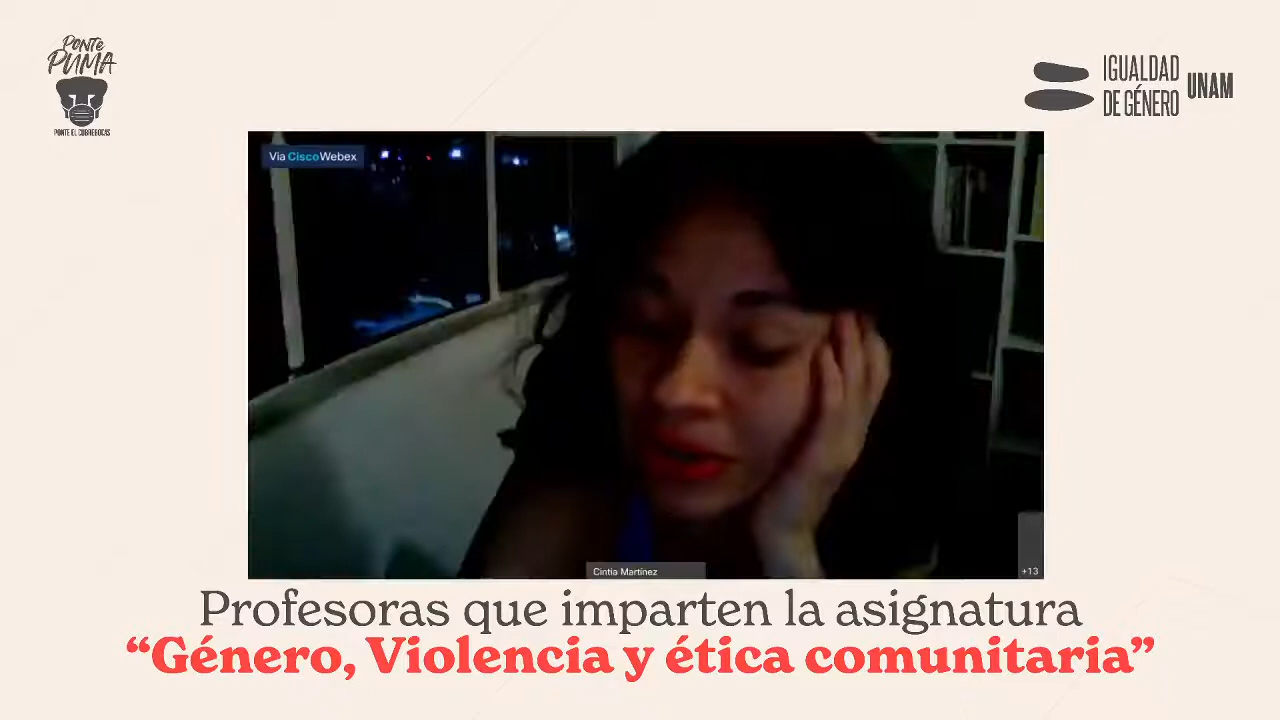 PONTE
PUMA
PONTE EL CUBREBOCAS
IGUALDAD
DE GÉNERO
UNAM
Via CiscoWebex
Cintia Martínez
+13
Profesoras que imparten la asignatura
“Género, Violencia y ética comunitaria”